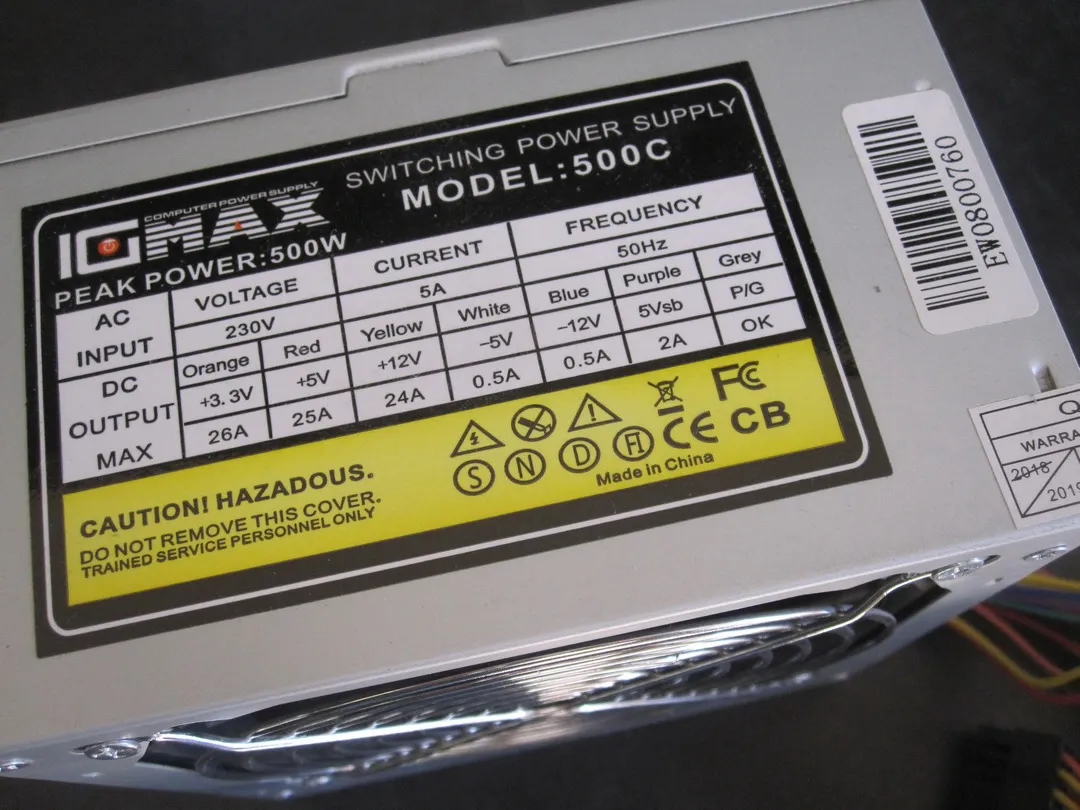 SWITCHING POWER SUPPLY
MODEL:500C
COMPUTER POWER SUPPLY
IGMAX
PEAK POWER:500W
AC INPUT VOLTAGE CURRENT FREQUENCY
230V 5A 50Hz
DC OUTPUT Orange Red Yellow White Blue Purple Grey
+3.3V +5V +12V -5V -12V 5Vsb P/G
MAX 26A 25A 24A 0.5A 0.5A 2A OK
CAUTION! HAZADOUS.
DO NOT REMOVE THIS COVER.
TRAINED SERVICE PERSONNEL ONLY
FC
S N D FI CE CB
Made in China
EW0800760
WARRA
2018
2019